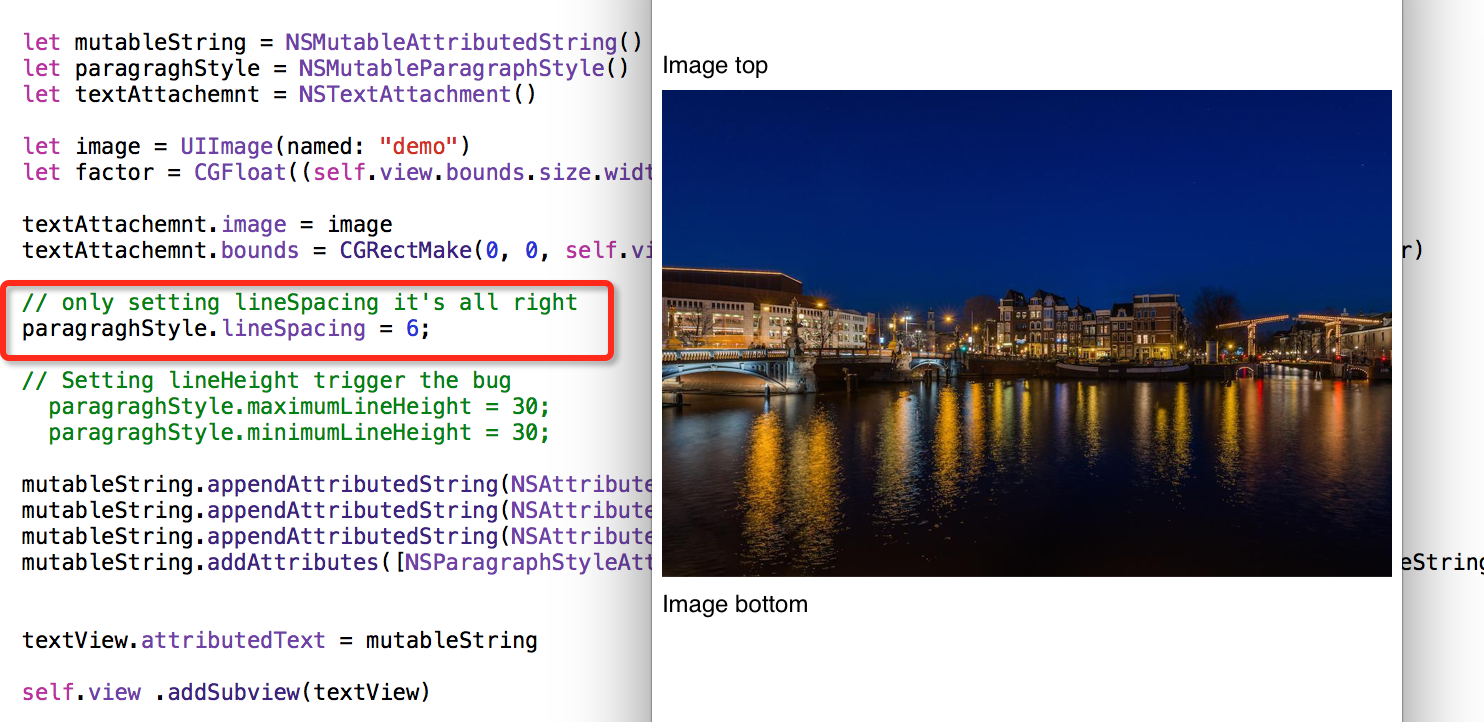 let mutableString = NSMutableAttributedString()
let paragraghStyle = NSMutableParagraphStyle()
let textAttachemnt = NSTextAttachment()
let image = UIImage(named: "demo")
let factor = CGFloat((self.view.bounds.size.widt
textAttachemnt.image = image
textAttachemnt.bounds = CGRectMake(0, 0, self.vi r)
// only setting lineSpacing it's all right
paragraghStyle.lineSpacing = 6;
// Setting lineHeight trigger the bug
paragraghStyle.maximumLineHeight = 30;
paragraghStyle.minimumLineHeight = 30;
mutableString.appendAttributedString(NSAttribute
mutableString.appendAttributedString(NSAttribute
mutableString.appendAttributedString(NSAttribute
mutableString.addAttributes([NSParagraphStyleAtt eString
textView.attributedText = mutableString
self.view .addSubview(textView)
Image top
Image bottom